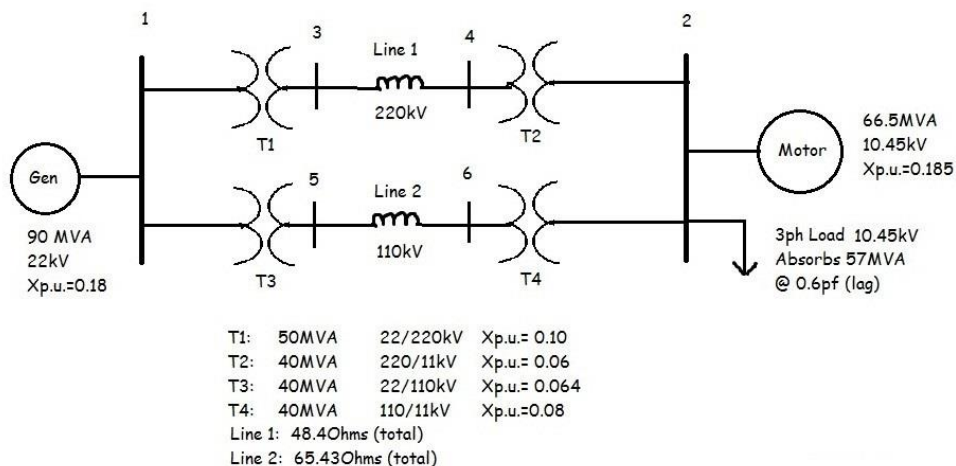 1
2
3
Line 1
4
220kV
T1
T2
66.5MVA
10.45kV
Xp.u.=0.185
Motor
Gen
90 MVA
22kV
Xp.u.=0.18
5
Line 2
6
110kV
T3
T4
3ph Load 10.45kV
Absorbs 57MVA
@ 0.6pf (lag)
T1: 50MVA 22/220kV Xp.u.= 0.10
T2: 40MVA 220/11kV Xp.u.= 0.06
T3: 40MVA 22/110kV Xp.u.= 0.064
T4: 40MVA 110/11kV Xp.u.=0.08
Line 1: 48.4Ohms (total)
Line 2: 65.43Ohms (total)